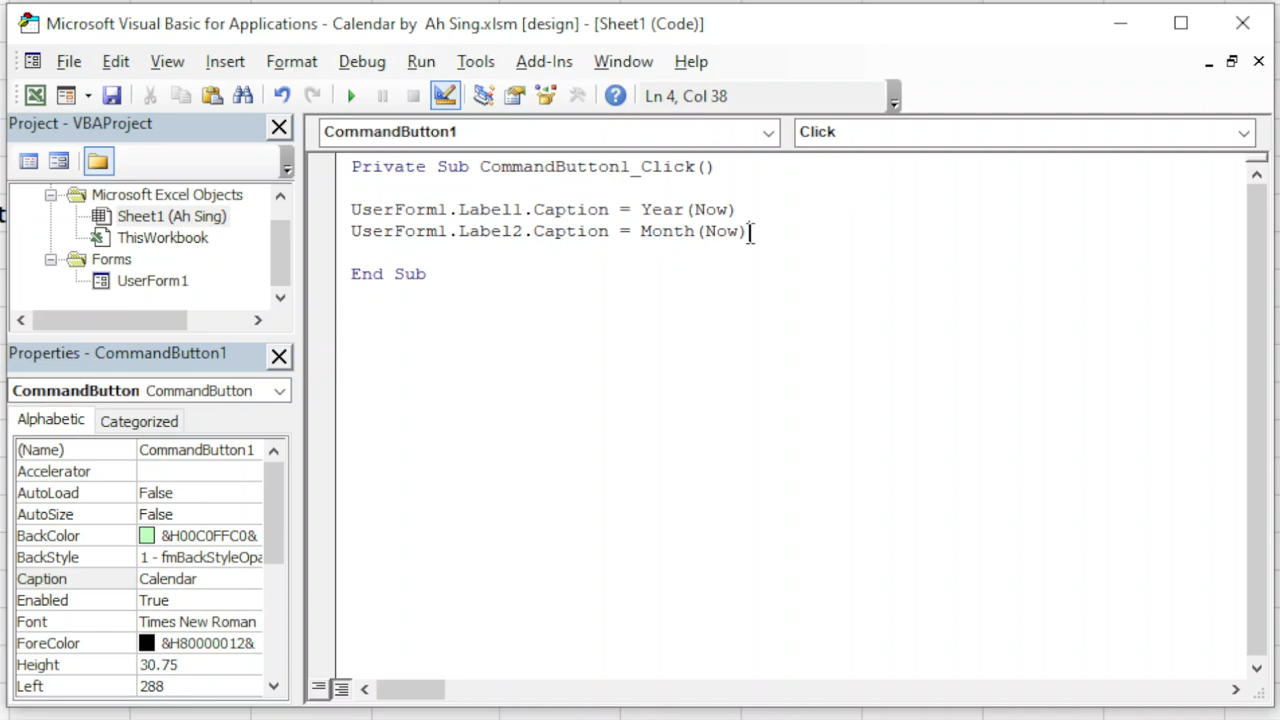 Microsoft Visual Basic for Applications - Calendar by Ah Sing.xlsm [design] - [Sheet1 (Code)]
File Edit View Insert Format Debug Run Tools Add-Ins Window Help
Ln 4, Col 38
Project - VBAProject
Microsoft Excel Objects
Sheet1 (Ah Sing)
ThisWorkbook
Forms
UserForm1
Properties - CommandButton1
CommandButton CommandButton
Alphabetic Categorized
(Name) CommandButton1
Accelerator
AutoLoad False
AutoSize False
BackColor &H00C0FFC0&
BackStyle 1 - fmBackStyleOpa
Caption Calendar
Enabled True
Font Times New Roman
ForeColor &H80000012&
Height 30.75
Left 288
CommandButton1 Click
Private Sub CommandButton1_Click()
UserForm1.Label1.Caption = Year(Now)
UserForm1.Label2.Caption = Month(Now)
End Sub